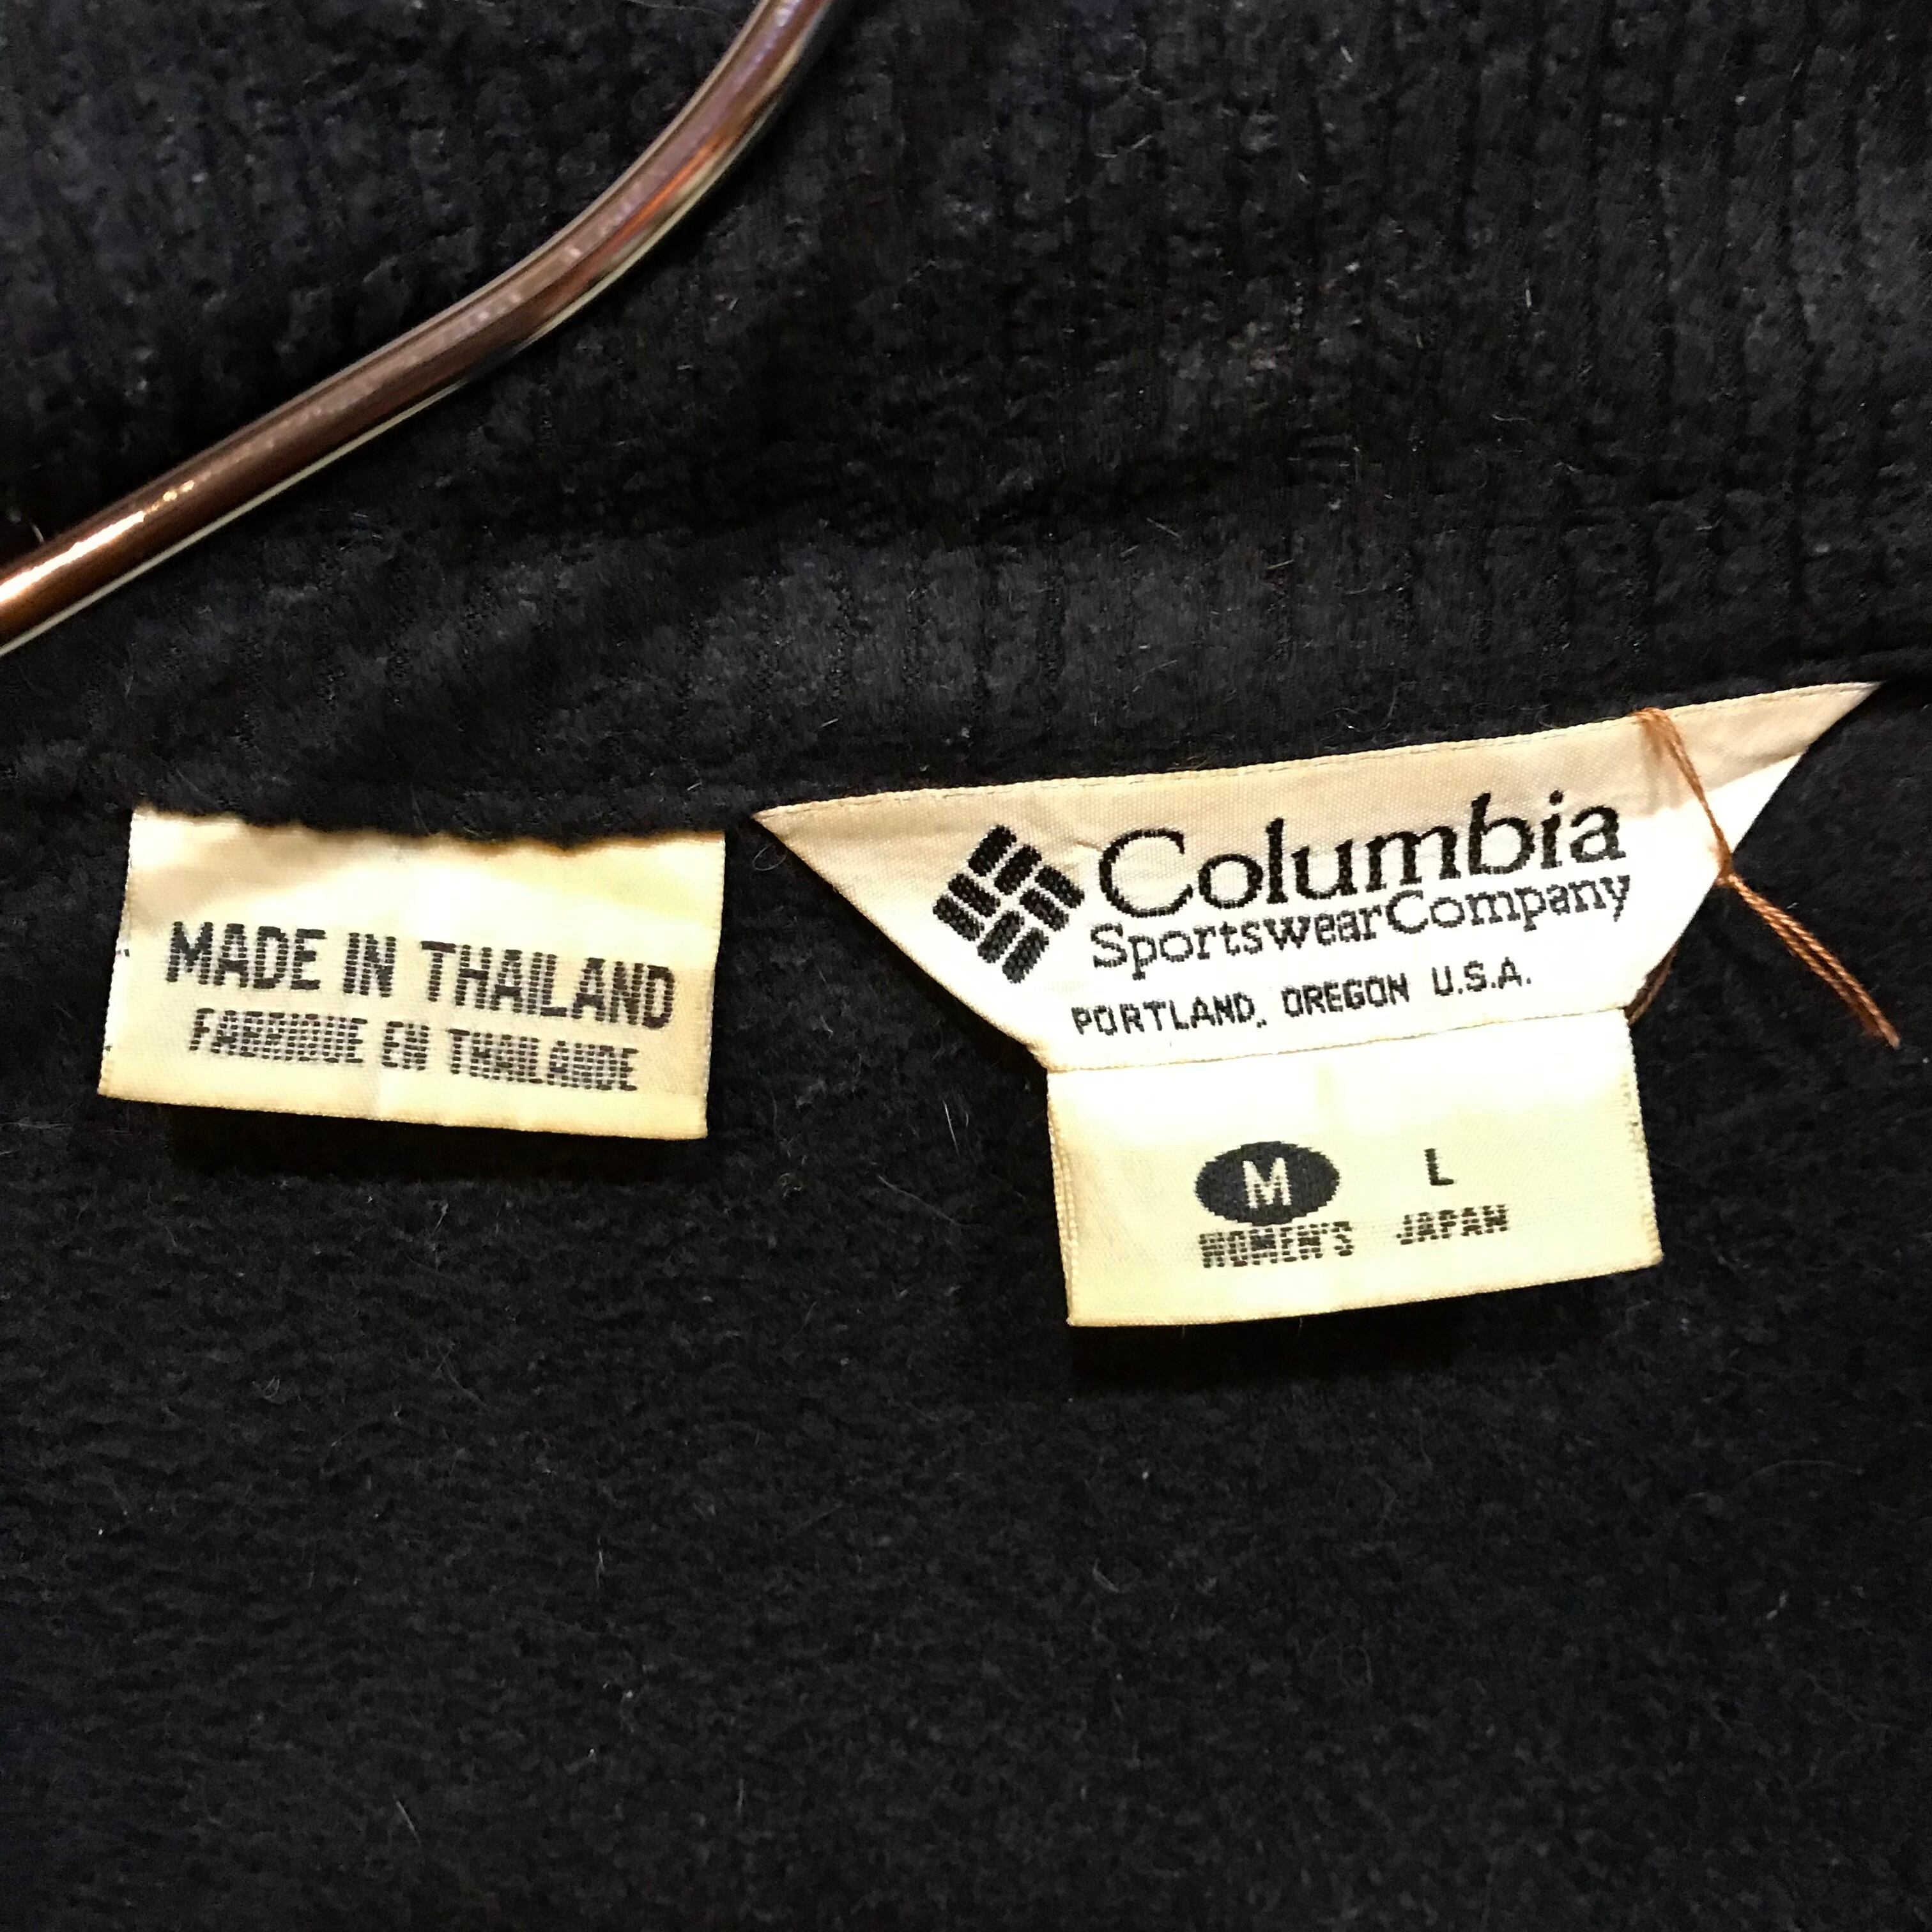 MADE IN THAILAND
FABRIQUE EN THAILANDE
Columbia
SportswearCompany
PORTLAND, OREGON U.S.A.
M L
WOMEN'S JAPAN